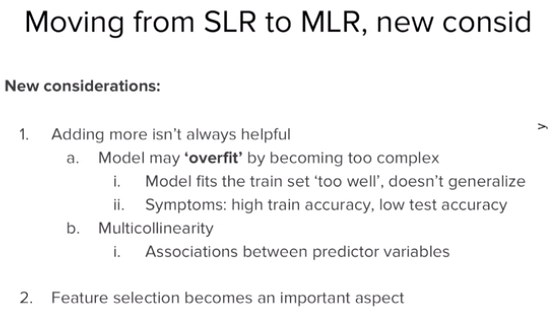 Moving from SLR to MLR, new consid
New considerations:
1. Adding more isn't always helpful
a. Model may 'overfit' by becoming too complex
i. Model fits the train set 'too well', doesn't generalize
ii. Symptoms: high train accuracy, low test accuracy
b. Multicollinearity
i. Associations between predictor variables
2. Feature selection becomes an important aspect